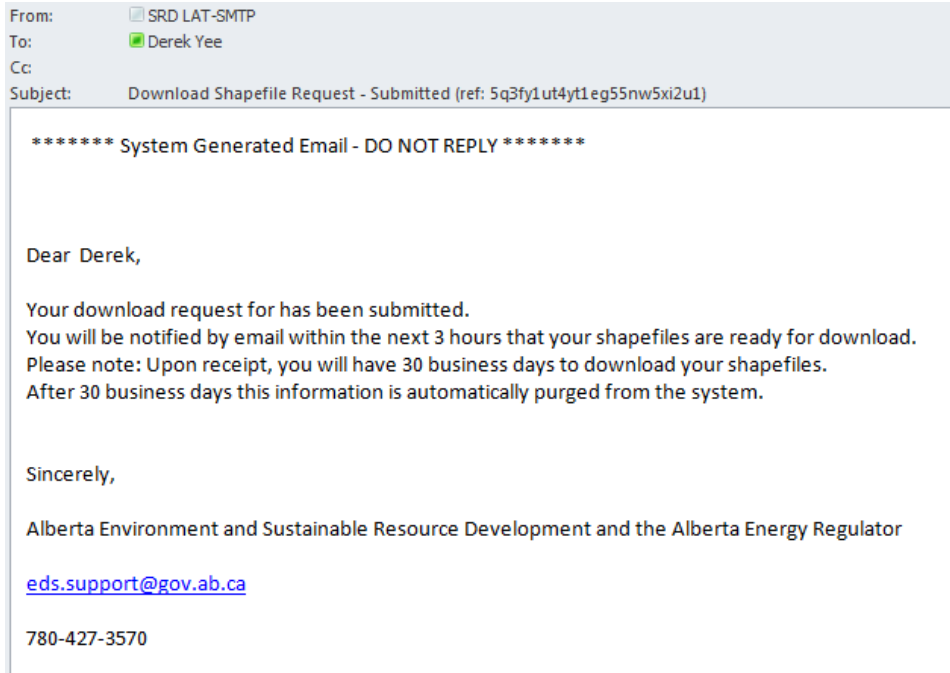 From: SRD LAT-SMTP
To: Derek Yee
Cc:
Subject: Download Shapefile Request - Submitted (ref: 5q3fy1ut4yt1eg55nw5xi2u1)
******* System Generated Email - DO NOT REPLY *******
Dear  Derek,
Your download request for has been submitted.
You will be notified by email within the next 3 hours that your shapefiles are ready for download.
Please note: Upon receipt, you will have 30 business days to download your shapefiles.
After 30 business days this information is automatically purged from the system.
Sincerely,
Alberta Environment and Sustainable Resource Development and the Alberta Energy Regulator
eds.support@gov.ab.ca
780-427-3570